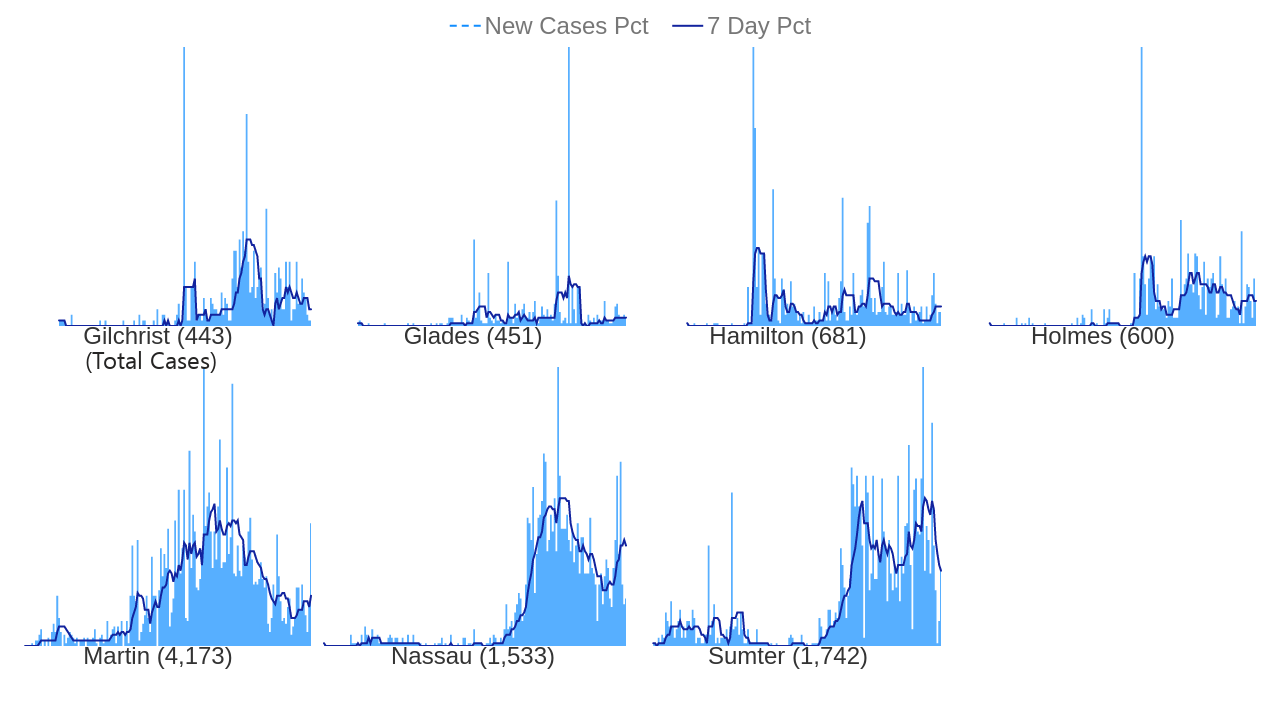 New Cases Pct 7 Day Pct
Gilchrist (443)
(Total Cases)
Glades (451)
Hamilton (681)
Holmes (600)
Martin (4,173)
Nassau (1,533)
Sumter (1,742)